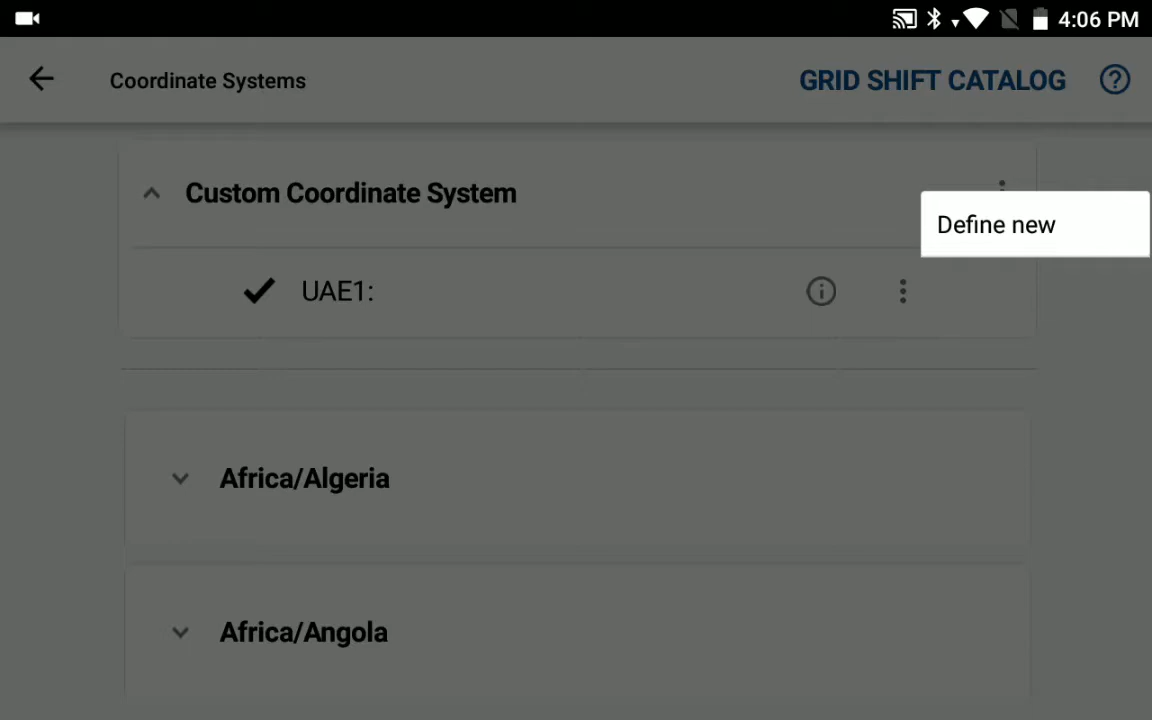 4:06 PM
Coordinate Systems
GRID SHIFT CATALOG
Custom Coordinate System
Define new
UAE1:
Africa/Algeria
Africa/Angola